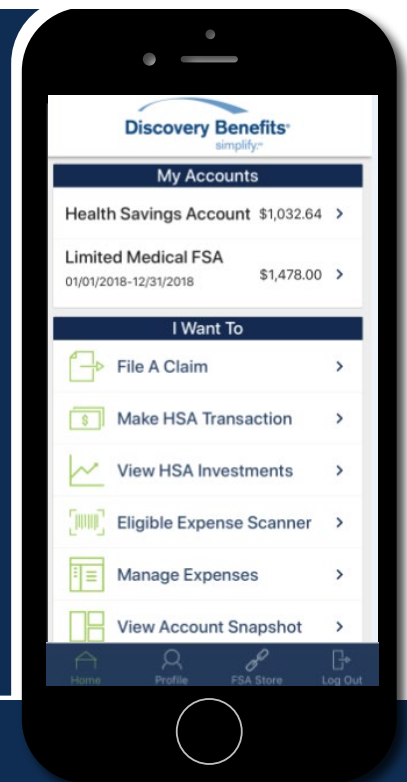 Discovery Benefits
simplify.™
My Accounts
Health Savings Account $1,032.64 >
Limited Medical FSA
01/01/2018-12/31/2018 $1,478.00 >
I Want To
File A Claim >
$ Make HSA Transaction >
View HSA Investments >
Eligible Expense Scanner >
Manage Expenses >
View Account Snapshot >
Home Profile FSA Store Log Out